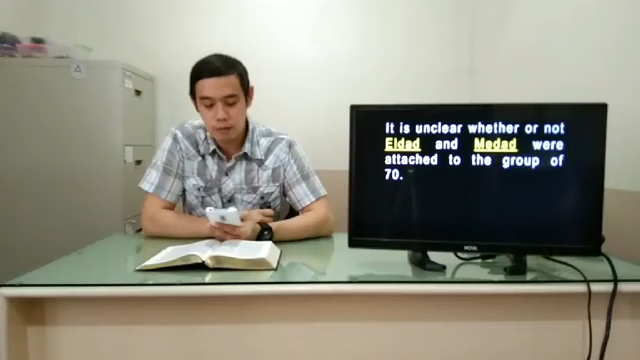 It is unclear whether or not
Eldad and Medad were
attached to the group of
70.